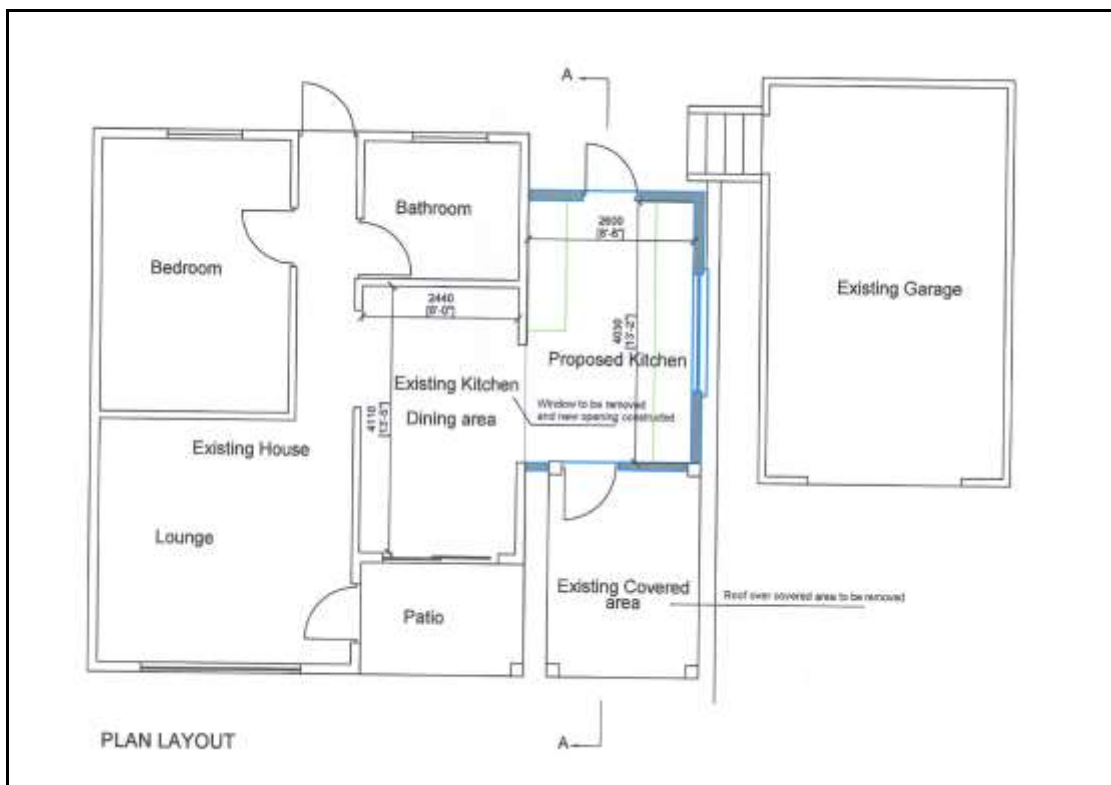 A
Bathroom
2600
[8'-6"]
Bedroom
Existing Garage
2440
[8'-0"]
4030
[13'-2"]
Proposed Kitchen
Existing Kitchen
Window to be removed
and new opening constructed
Dining area
4110
[13'-6"]
Existing House
Lounge
Existing Covered
area
Roof over covered area to be removed
Patio
PLAN LAYOUT
A